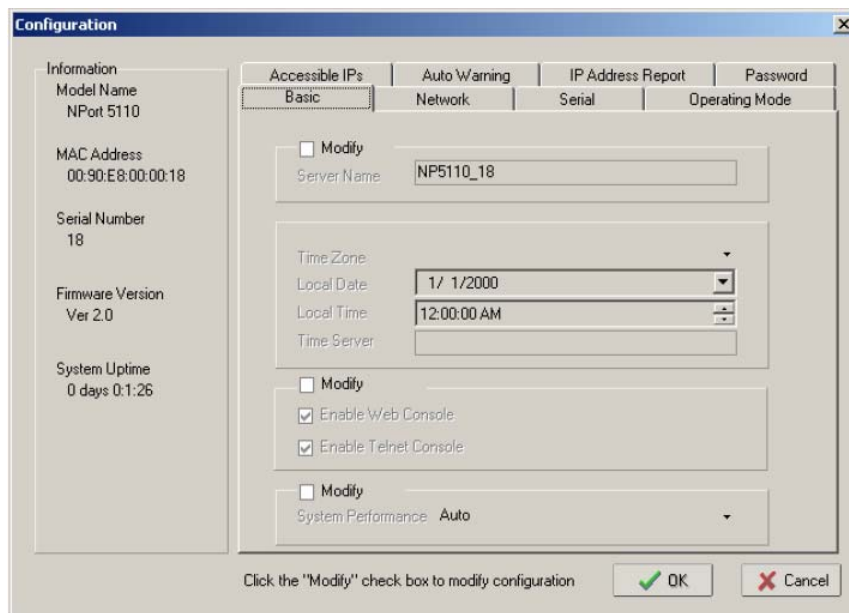 Configuration
Information
Model Name
NPort 5110
MAC Address
00:90:E8:00:00:18
Serial Number
18
Firmware Version
Ver 2.0
System Uptime
0 days 0:1:26
Accessible IPs Auto Warning IP Address Report Password
Basic Network Serial Operating Mode
Modify
Server Name NP5110_18
Time Zone
Local Date 1/ 1/2000
Local Time 12:00:00 AM
Time Server
Modify
Enable Web Console
Enable Telnet Console
Modify
System Performance Auto
Click the "Modify" check box to modify configuration OK Cancel